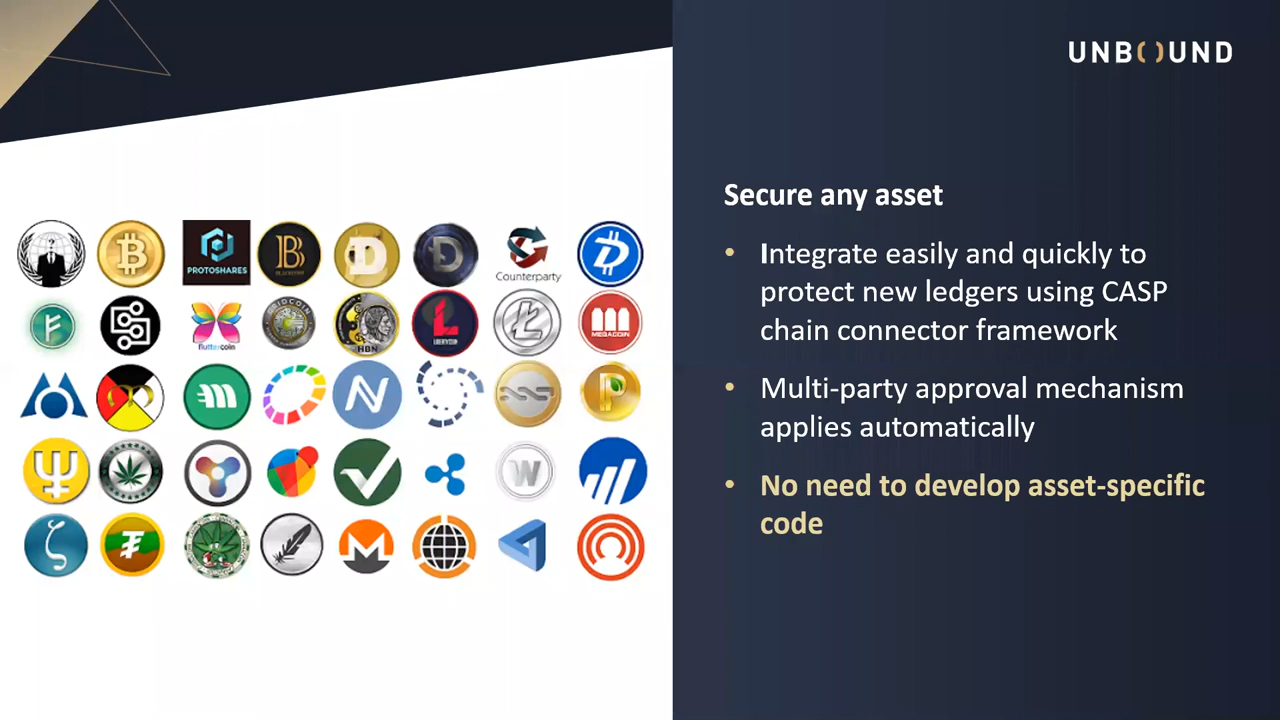 UNBOUND
Secure any asset
• Integrate easily and quickly to
protect new ledgers using CASP
chain connector framework
• Multi-party approval mechanism
applies automatically
• No need to develop asset-specific
code
PROTOSHARES
Counterparty
fluttercoin
HBN
MEGACOIN